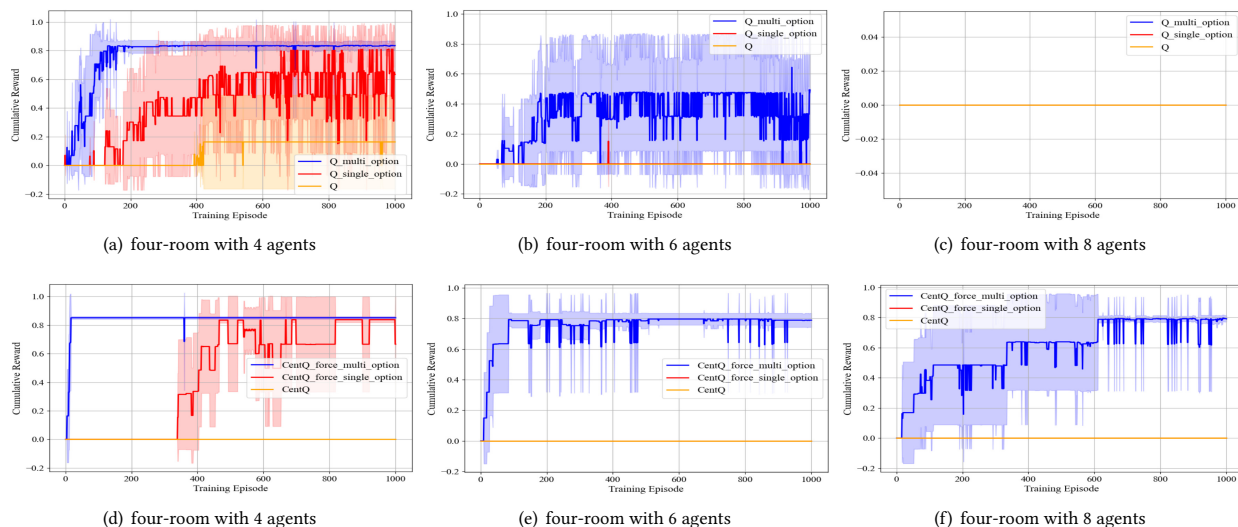 Cumulative Reward
1.0
0.8
0.6
0.4
0.2
0.0
−0.2
0
200
400
600
800
1000
Training Episode
Q_multi_option
Q_single_option
Q
(a) four-room with 4 agents
Cumulative Reward
1.0
0.8
0.6
0.4
0.2
0.0
−0.2
0
200
400
600
800
1000
Training Episode
Q_multi_option
Q_single_option
Q
(b) four-room with 6 agents
Cumulative Reward
0.04
0.02
0.00
−0.02
−0.04
0
200
400
600
800
1000
Training Episode
Q_multi_option
Q_single_option
Q
(c) four-room with 8 agents
Cumulative Reward
1.0
0.8
0.6
0.4
0.2
0.0
−0.2
0
200
400
600
800
1000
Training Episode
CentQ_force_multi_option
CentQ_force_single_option
CentQ
(d) four-room with 4 agents
Cumulative Reward
1.0
0.8
0.6
0.4
0.2
0.0
−0.2
0
200
400
600
800
1000
Training Episode
CentQ_force_multi_option
CentQ_force_single_option
CentQ
(e) four-room with 6 agents
Cumulative Reward
1.0
0.8
0.6
0.4
0.2
0.0
−0.2
0
200
400
600
800
1000
Training Episode
CentQ_force_multi_option
CentQ_force_single_option
CentQ
(f) four-room with 8 agents